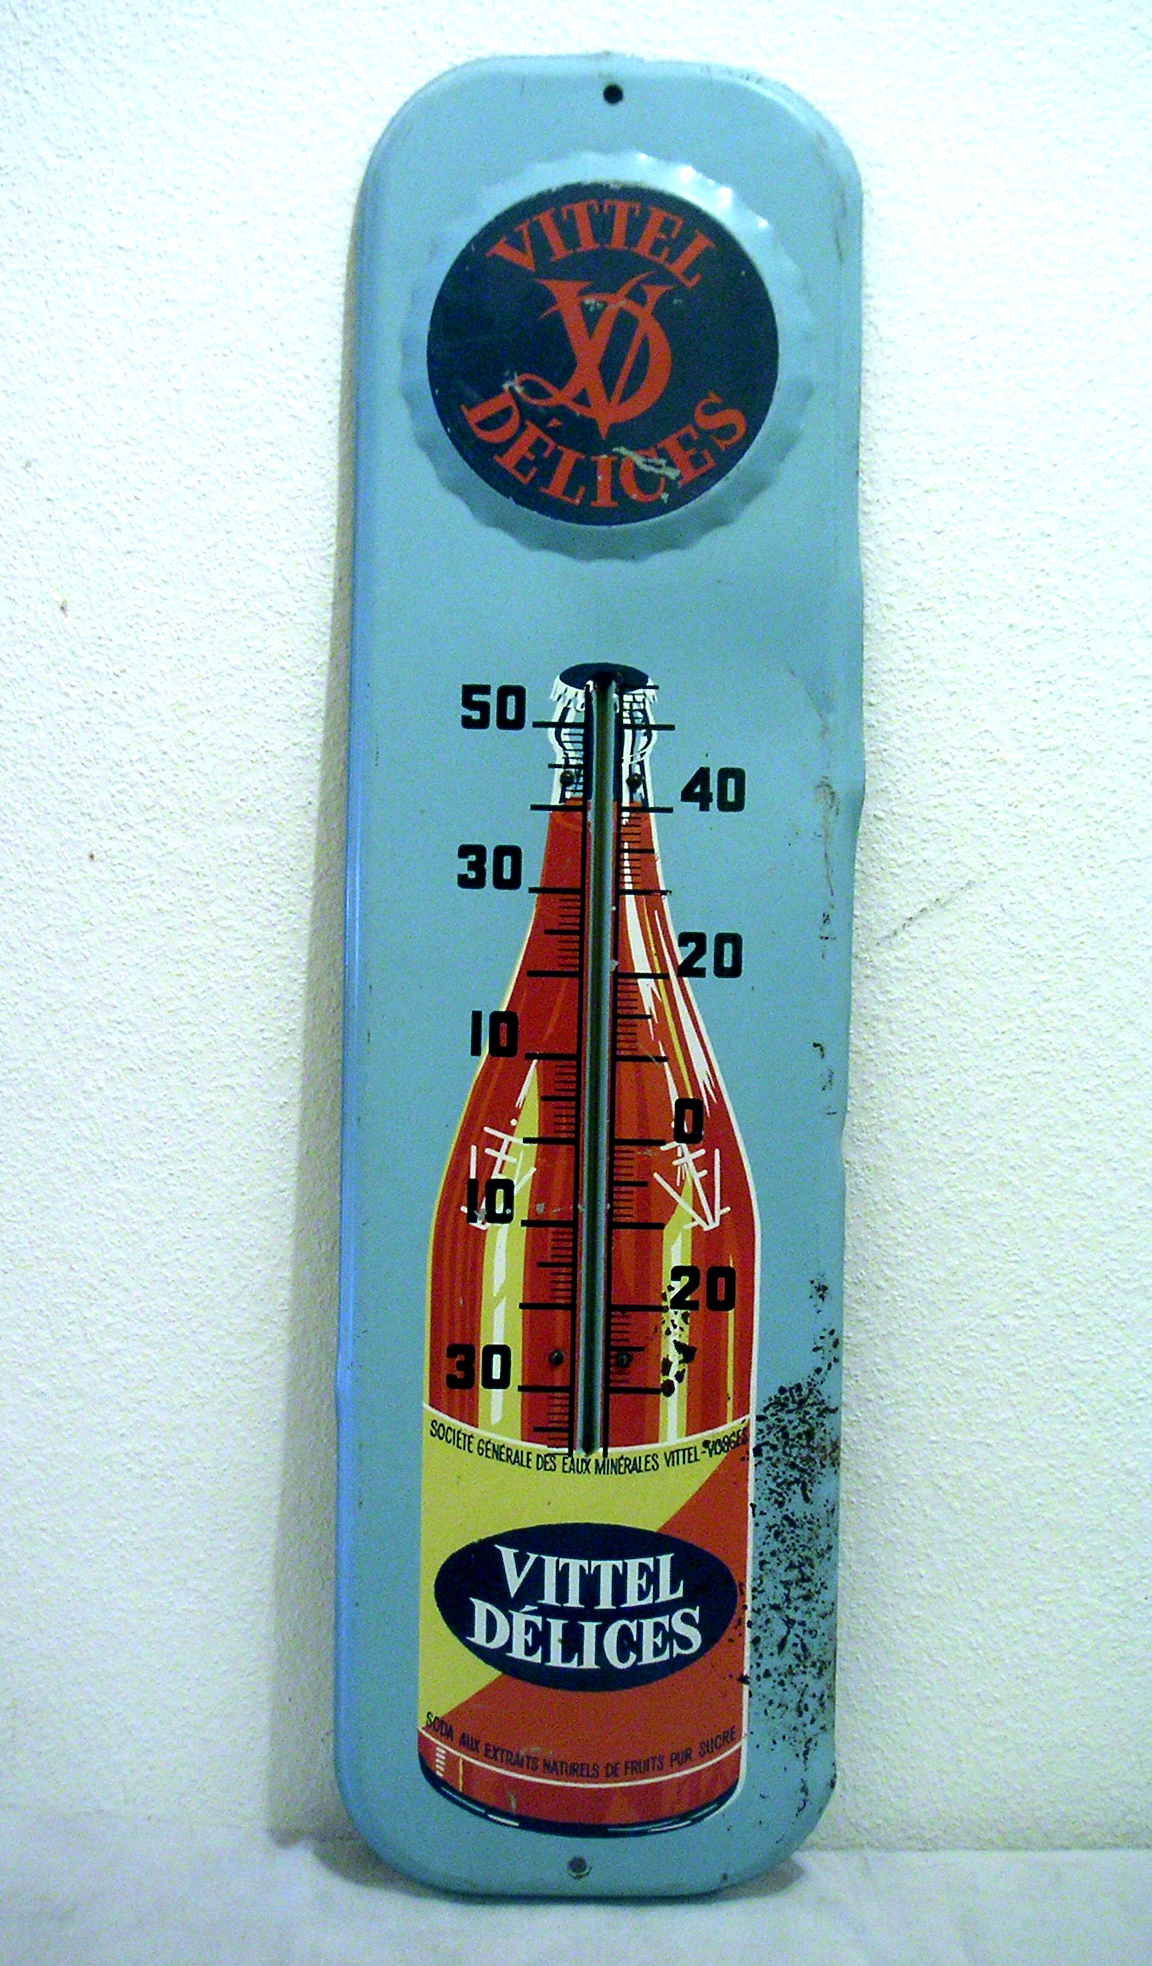 VITTEL
VD
DÉLICES
50
40
30
20
10
0
10
20
30
SOCIÉTÉ GÉNÉRALE DES EAUX MINÉRALES VITTEL-VOSGES
VITTEL
DÉLICES
SODA AUX EXTRAITS NATURELS DE FRUITS PUR SUCRE